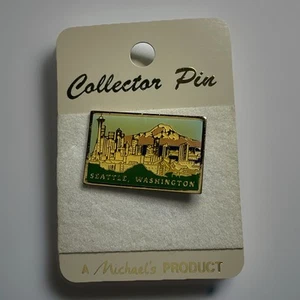 Collector Pin
SEATTLE, WASHINGTON
A Michael's PRODUCT